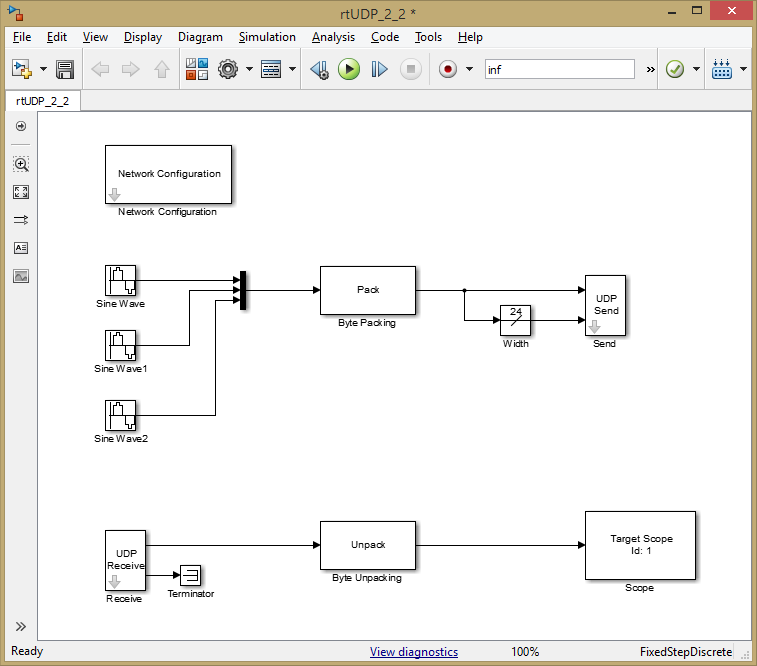 rtUDP_2_2 *
File Edit View Display Diagram Simulation Analysis Code Tools Help
inf
»
rtUDP_2_2
Network Configuration
Network Configuration
Sine Wave
Sine Wave1
Sine Wave2
Pack
Byte Packing
24
Width
UDP
Send
Send
UDP
Receive
Receive
Terminator
Unpack
Byte Unpacking
Target Scope
Id: 1
Scope
Ready View diagnostics 100% FixedStepDiscrete